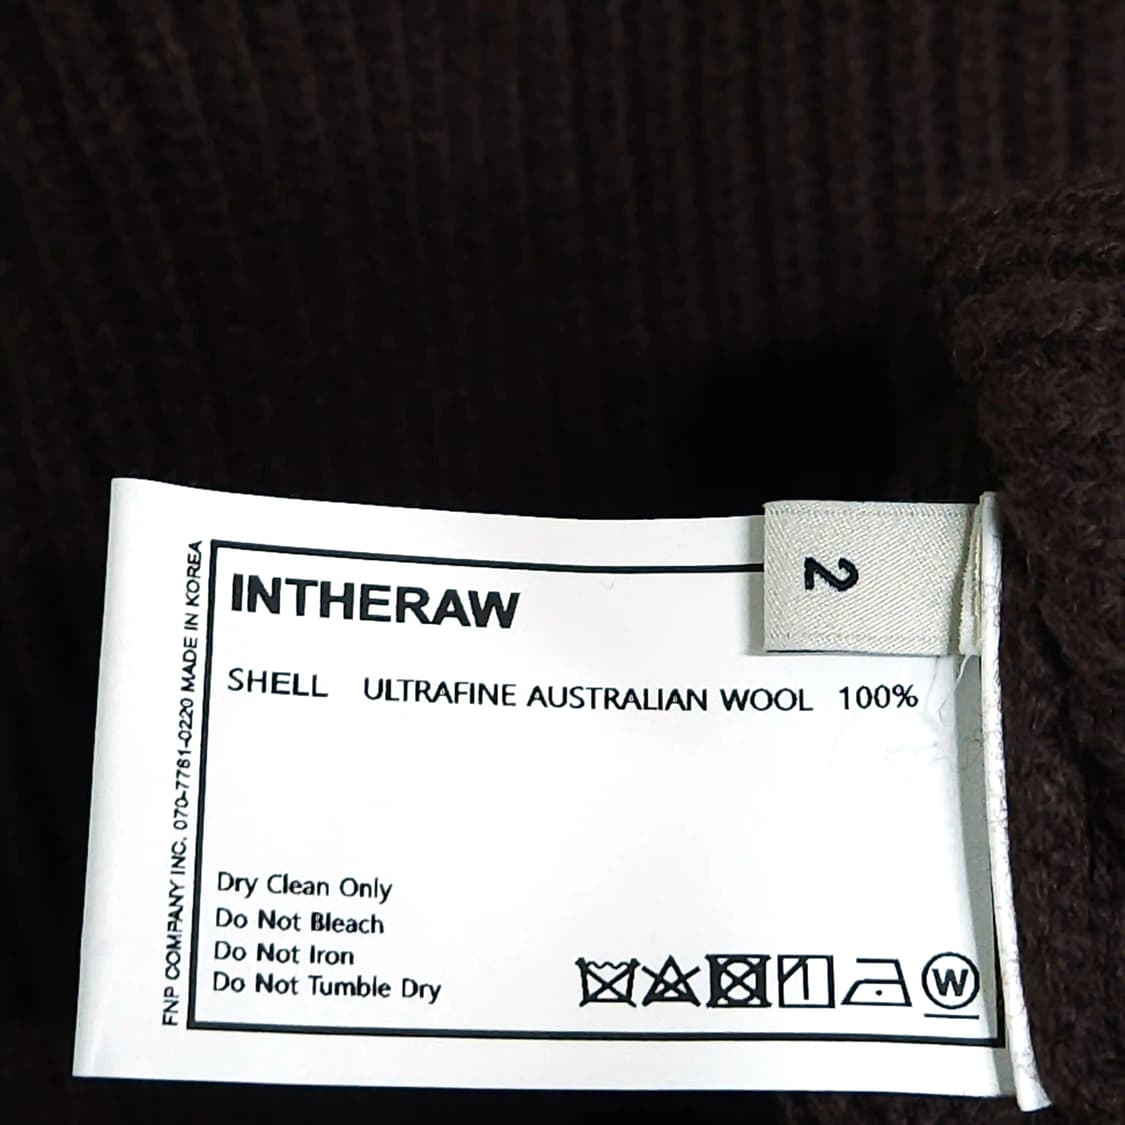 INTHERAW
SHELL ULTRAFINE AUSTRALIAN WOOL 100%
Dry Clean Only
Do Not Bleach
Do Not Iron
Do Not Tumble Dry
W
2
FNP COMPANY INC. 070-7781-0220 MADE IN KOREA